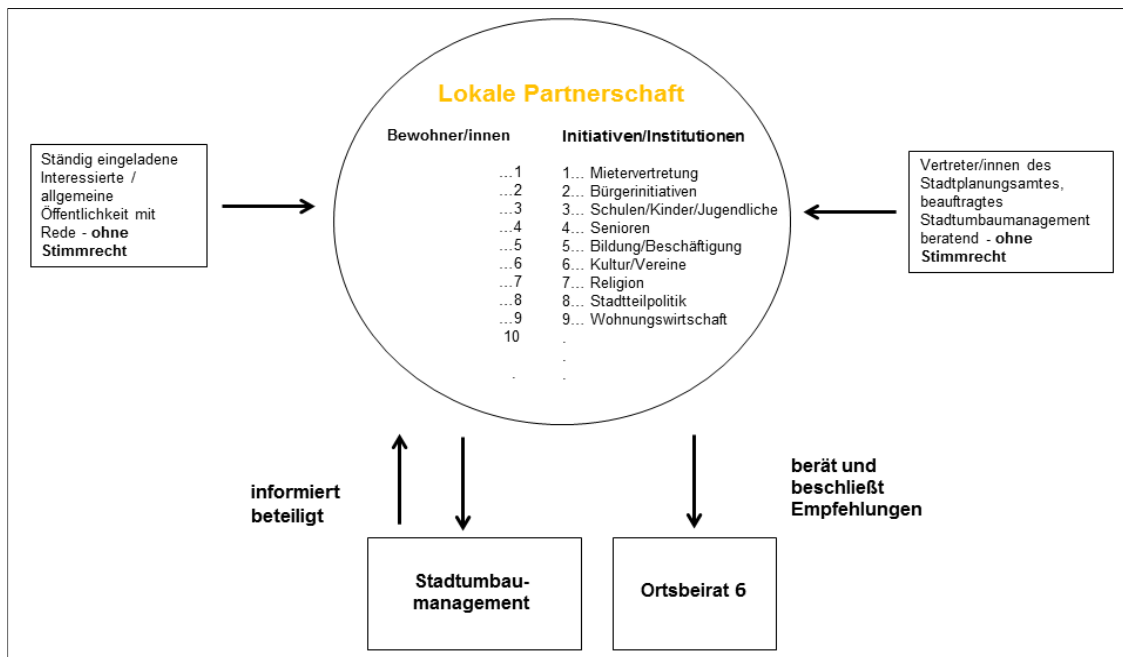 Lokale Partnerschaft
Bewohner/innen
...1
...2
...3
...4
...5
...6
...7
...8
...9
10
.
Initiativen/Institutionen
1... Mietervertretung
2... Bürgerinitiativen
3... Schulen/Kinder/Jugendliche
4... Senioren
5... Bildung/Beschäftigung
6... Kultur/Vereine
7... Religion
8... Stadtteilpolitik
9... Wohnungswirtschaft
.
.
.
Ständig eingeladene
Interessierte /
allgemeine
Öffentlichkeit mit
Rede - ohne
Stimmrecht
Vertreter/innen des
Stadtplanungsamtes,
beauftragtes
Stadtumbaumanagement
beratend - ohne
Stimmrecht
informiert
beteiligt
berät und
beschließt
Empfehlungen
Stadtumbau-
management
Ortsbeirat 6